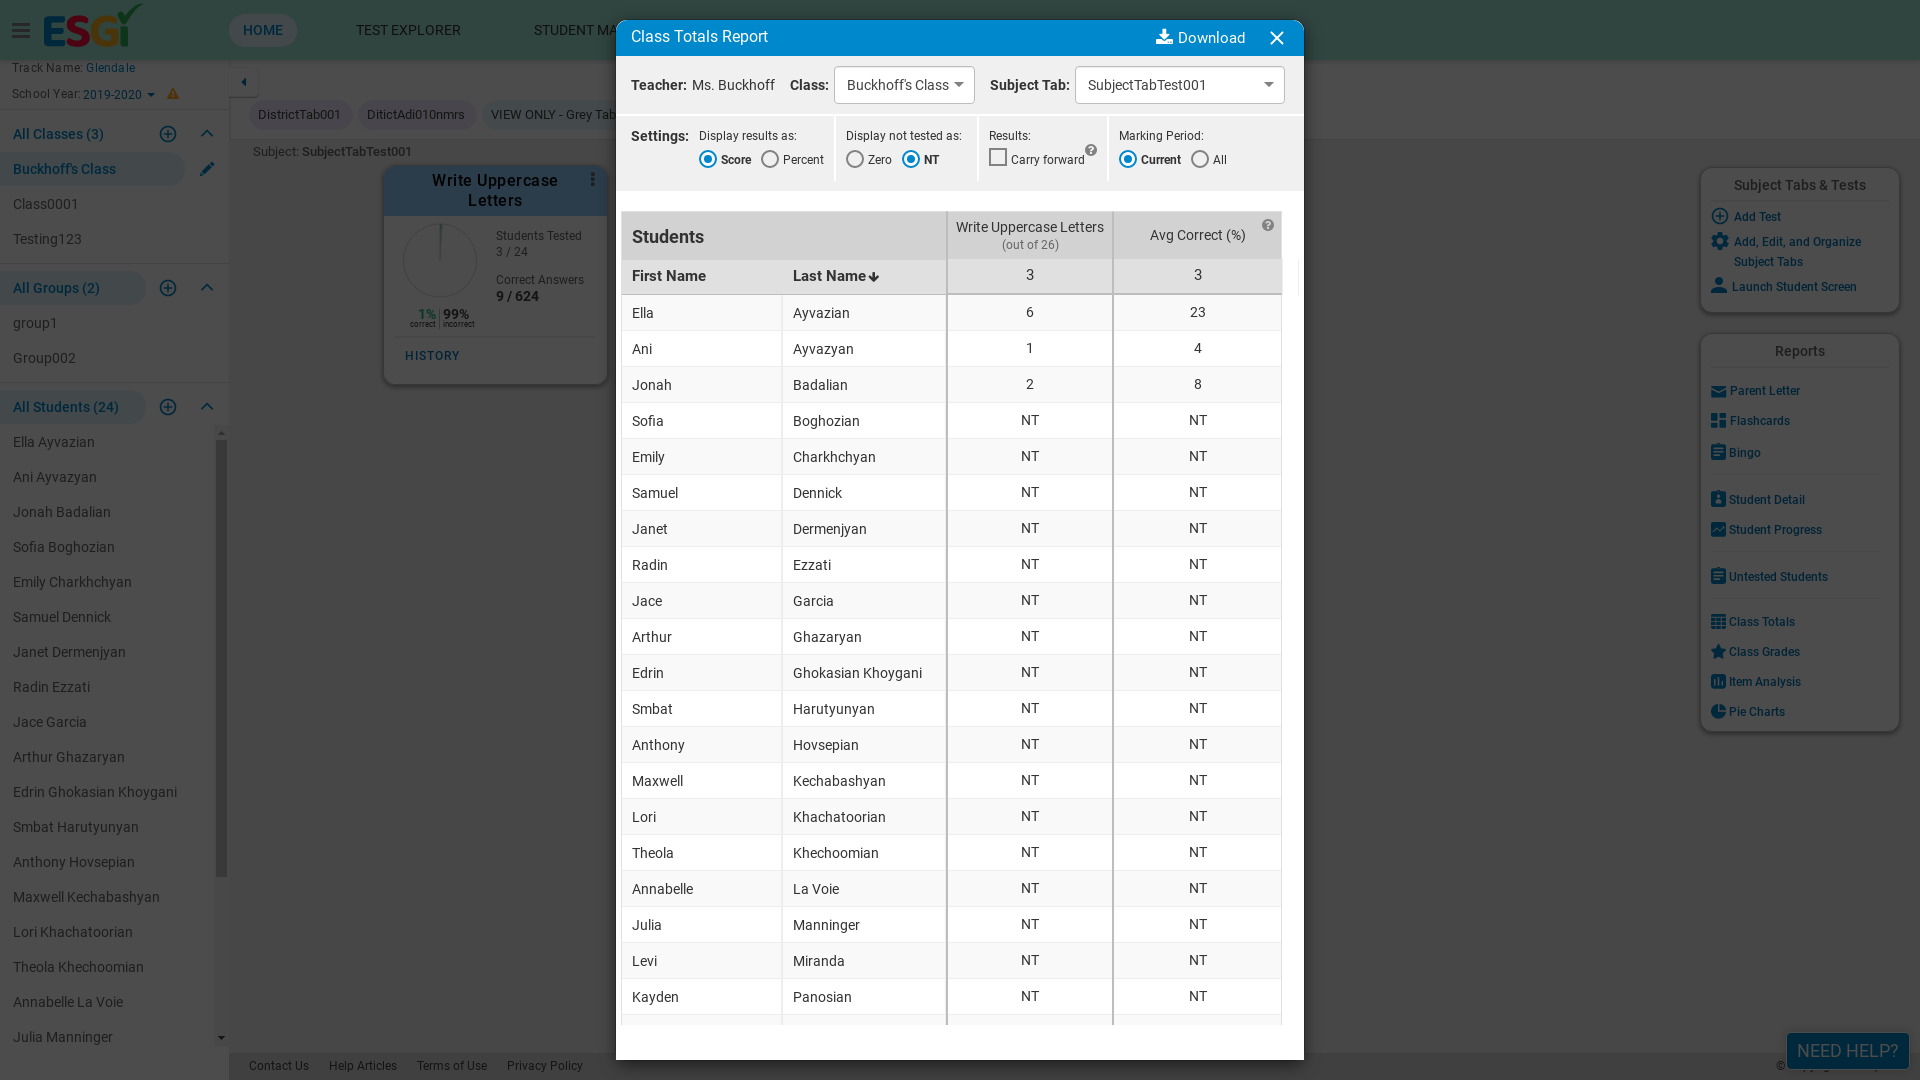 ESGi
HOME
TEST EXPLORER
STUDENT MA
Track Name: Glendale
School Year: 2019-2020
All Classes (3)
Buckhoff's Class
Class0001
Testing123
All Groups (2)
group1
Group002
All Students (24)
Ella Ayvazian
Ani Ayvazyan
Jonah Badalian
Sofia Boghozian
Emily Charkhchyan
Samuel Dennick
Janet Dermenjyan
Radin Ezzati
Jace Garcia
Arthur Ghazaryan
Edrin Ghokasian Khoygani
Smbat Harutyunyan
Anthony Hovsepian
Maxwell Kechabashyan
Lori Khachatoorian
Theola Khechoomian
Annabelle La Voie
Julia Manninger
DistrictTab001
DitictAdi010nmrs
VIEW ONLY - Grey Tab
Subject: SubjectTabTest001
Write Uppercase
Letters
Students Tested
3 / 24
Correct Answers
9 / 624
1% 99%
correct incorrect
HISTORY
Class Totals Report
Download
Teacher: Ms. Buckhoff Class: Buckhoff's Class Subject Tab: SubjectTabTest001
Settings: Display results as: Display not tested as: Results: Marking Period:
Score Percent Zero NT Carry forward ? Current All
Students Write Uppercase Letters Avg Correct (%) ?
(out of 26)
First Name Last Name 3 3
Ella Ayvazian 6 23
Ani Ayvazyan 1 4
Jonah Badalian 2 8
Sofia Boghozian NT NT
Emily Charkhchyan NT NT
Samuel Dennick NT NT
Janet Dermenjyan NT NT
Radin Ezzati NT NT
Jace Garcia NT NT
Arthur Ghazaryan NT NT
Edrin Ghokasian Khoygani NT NT
Smbat Harutyunyan NT NT
Anthony Hovsepian NT NT
Maxwell Kechabashyan NT NT
Lori Khachatoorian NT NT
Theola Khechoomian NT NT
Annabelle La Voie NT NT
Julia Manninger NT NT
Levi Miranda NT NT
Kayden Panosian NT NT
Subject Tabs & Tests
Add Test
Add, Edit, and Organize
Subject Tabs
Launch Student Screen
Reports
Parent Letter
Flashcards
Bingo
Student Detail
Student Progress
Untested Students
Class Totals
Class Grades
Item Analysis
Pie Charts
NEED HELP?
Contact Us Help Articles Terms of Use Privacy Policy ©